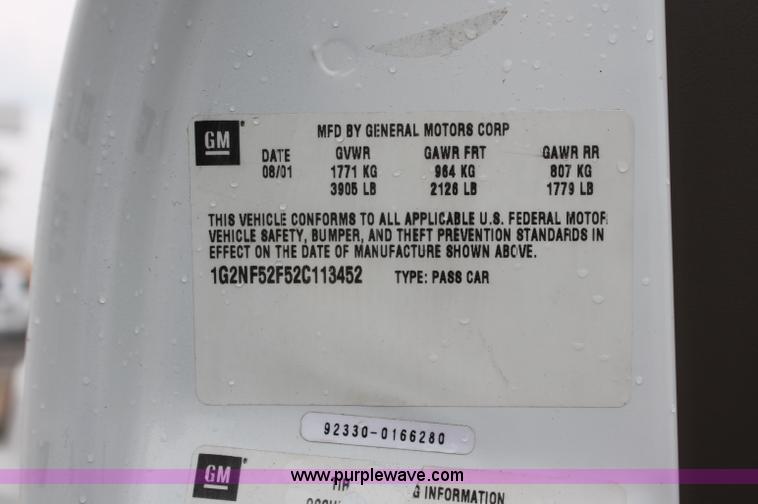 GM
MFD BY GENERAL MOTORS CORP
DATE GVWR GAWR FRT GAWR RR
08/01 1771 KG 964 KG 807 KG
3905 LB 2126 LB 1779 LB
THIS VEHICLE CONFORMS TO ALL APPLICABLE U.S. FEDERAL MOTOR
VEHICLE SAFETY, BUMPER, AND THEFT PREVENTION STANDARDS IN
EFFECT ON THE DATE OF MANUFACTURE SHOWN ABOVE.
1G2NF52F52C113452 TYPE: PASS CAR
92330-0166280
www.purplewave.com
GM
G INFORMATION